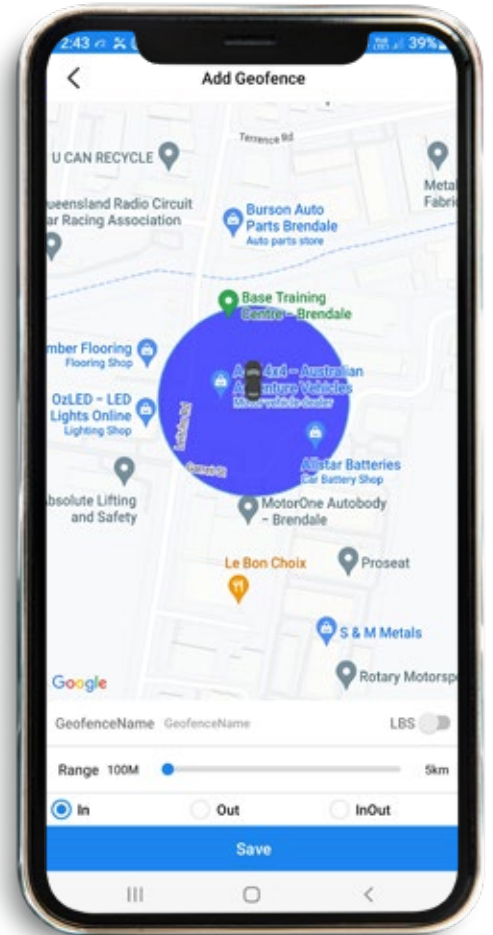 2:43
39%
Add Geofence
Terrence Rd
U CAN RECYCLE
Metal
Fabric
ueensland Radio Circuit
ar Racing Association
Burson Auto
Parts Brendale
Auto parts store
Base Training
Centre - Brendale
mber Flooring
Flooring Shop
4x4 - Australian
Vehicles
Motor vehicle dealer
OzLED - LED
Lights Online
Lighting Shop
Allstar Batteries
Car Battery Shop
bsolute Lifting
and Safety
MotorOne Autobody
- Brendale
Le Bon Choix
Proseat
S & M Metals
Google
Rotary Motorsp
GeofenceName GeofenceName LBS
Range 100M 5km
In Out InOut
Save